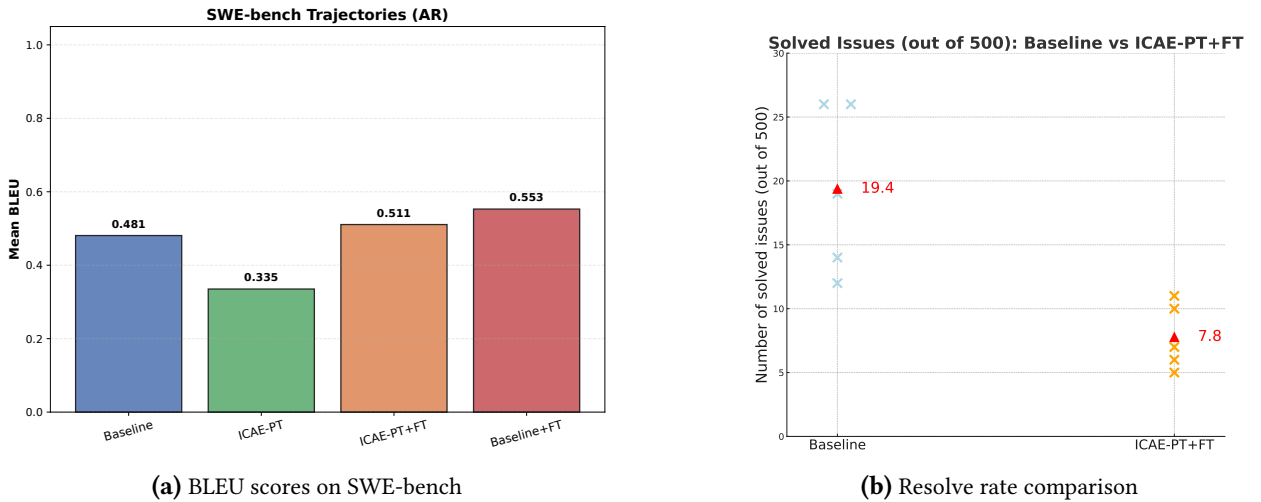 SWE-bench Trajectories (AR)
Mean BLEU
1.0
0.8
0.6
0.4
0.2
0.0
0.481
0.335
0.511
0.553
Baseline
ICAE-PT
ICAE-PT+FT
Baseline+FT
(a) BLEU scores on SWE-bench
Solved Issues (out of 500): Baseline vs ICAE-PT+FT
Number of solved issues (out of 500)
30
25
20
15
10
5
0
19.4
7.8
Baseline
ICAE-PT+FT
(b) Resolve rate comparison